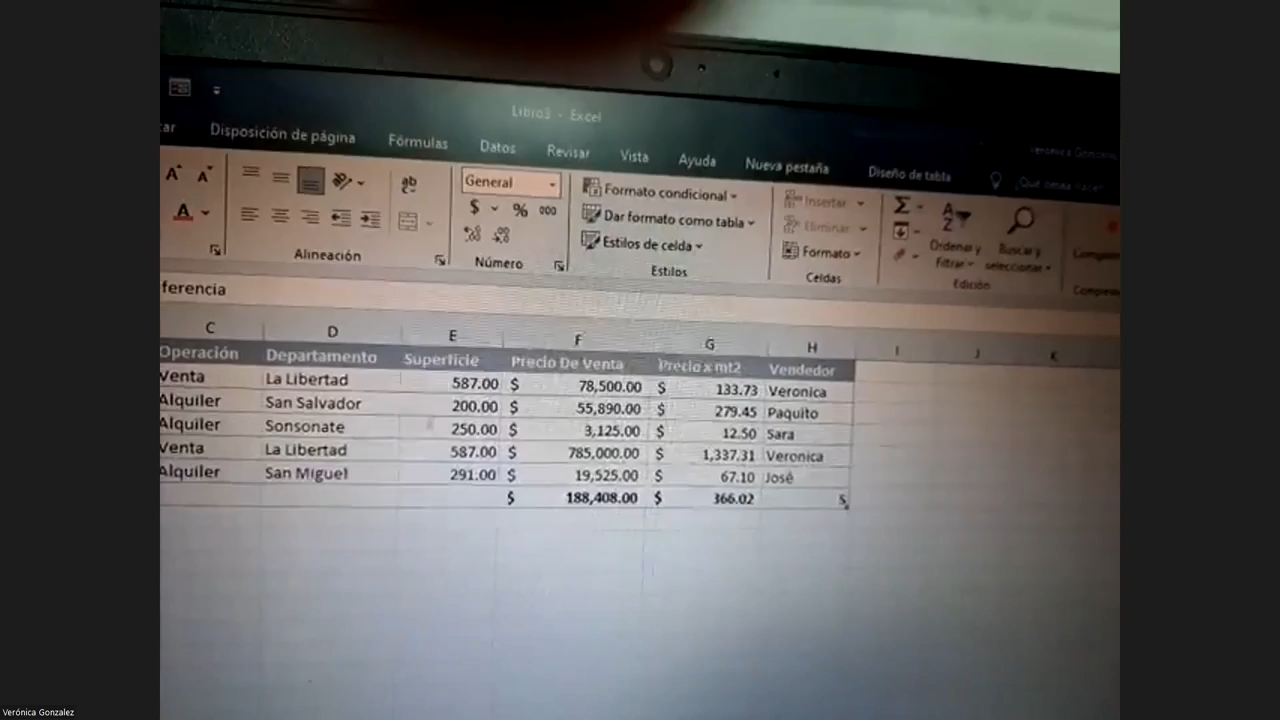 Libro3 - Excel
ar Disposición de página Fórmulas Datos Revisar Vista Ayuda Nueva pestaña Diseño de tabla
General
Formato condicional
Dar formato como tabla
Estilos de celda
Insertar
Eliminar
Formato
Ordenar y
Filtrar
Buscar y
seleccionar
Alineación Número Estilos Celdas Edición
ferencia
C D E F G H I J K
Operación Departamento Superficie Precio De Venta Precio x mt2 Vendedor
Venta La Libertad 587.00 $ 78,500.00 $ 133.73 Veronica
Alquiler San Salvador 200.00 $ 55,890.00 $ 279.45 Paquito
Alquiler Sonsonate 250.00 $ 3,125.00 $ 12.50 Sara
Venta La Libertad 587.00 $ 785,000.00 $ 1,337.31 Veronica
Alquiler San Miguel 291.00 $ 19,525.00 $ 67.10 José
$ 188,408.00 $ 366.02 5
Verónica Gonzalez